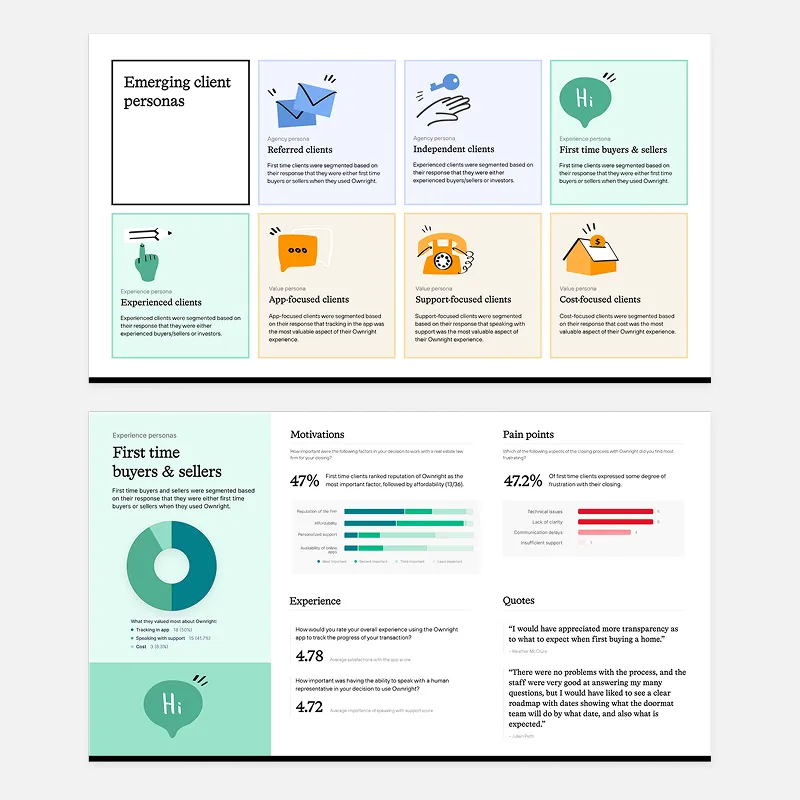 Emerging client
personas
Agency persona
Referred clients
First time clients were segmented based on
their response that they were either first time
buyers or sellers when they used Ownright.
Agency persona
Independent clients
Experienced clients were segmented based on
their response that they were either
experienced buyers/sellers or investors.
Hi
Experience persona
First time buyers & sellers
First time clients were segmented based on
their response that they were either first time
buyers or sellers when they used Ownright.
Experience persona
Experienced clients
Experienced clients were segmented based on
their response that they were either
experienced buyers/sellers or investors.
Value persona
App-focused clients
App-focused clients were segmented based
on their response that tracking in the app was
the most valuable aspect of their Ownright
experience.
Value persona
Support-focused clients
Support-focused clients were segmented
based on their response that speaking with
support was the most valuable aspect of
their Ownright experience.
$
Value persona
Cost-focused clients
Cost-focused clients were segmented based
on their response that cost was the most
valuable aspect of their Ownright experience.
Experience personas
First time
buyers & sellers
First time buyers and sellers were segmented based
on their response that they were either first time
buyers or sellers when they used Ownright.
What they valued most about Ownright:
Tracking in app 18 (50%)
Speaking with support 15 (41.7%)
Cost 3 (8.3%)
Hi
Motivations
How important were the following factors in your decision to work with a real estate law
firm for your closing?
47%
First time clients ranked reputation of Ownright as the
most important factor, followed by affordability (13/36).
Reputation of the firm
Affordability
Personalized support
Availability of online
apps
Most important
Second important
Third important
Least important
Pain points
Which of the following aspects of the closing process with Ownright did you find most
frustrating?
47.2%
Of first time clients expressed some degree of
frustration with their closing.
Technical issues
Lack of clarity
Communication delays
Insufficient support
Experience
How would you rate your overall experience using the Ownright
app to track the progress of your transaction?
4.78
Average satisfactions with the app score
How important was having the ability to speak with a human
representative in your decision to use Ownright?
4.72
Average importance of speaking with support score
Quotes
“I would have appreciated more transparency as
to what to expect when first buying a home.”
– Heather McClure
“There were no problems with the process, and the
staff were very good at answering my many
questions, but I would have liked to see a clear
roadmap with dates showing what the doormat
team will do by what date, and also what is
expected.”